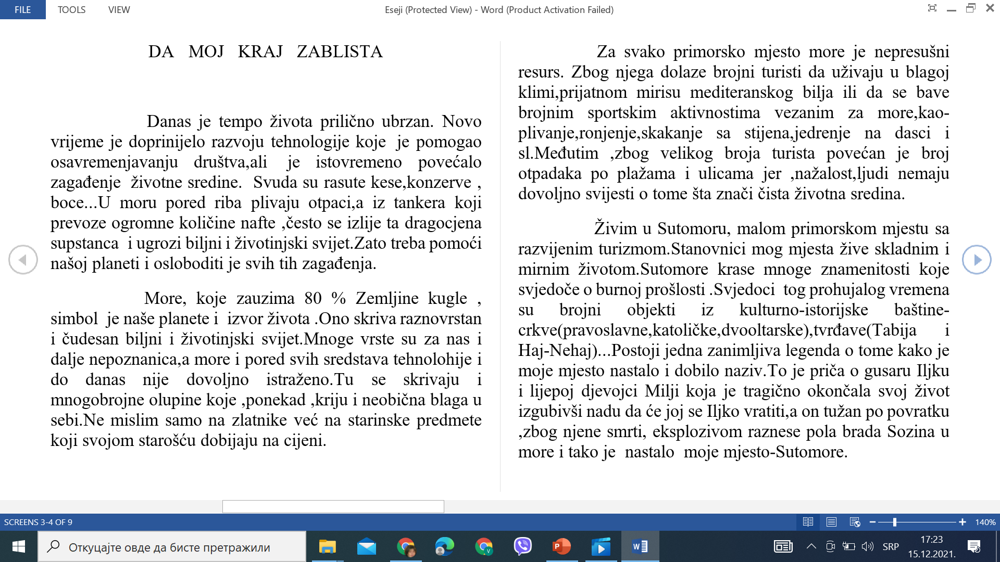 FILE TOOLS VIEW Eseji (Protected View) - Word (Product Activation Failed)
DA MOJ KRAJ ZABLISTA
Danas je tempo života prilično ubrzan. Novo
vrijeme je doprinijelo razvoju tehnologije koje je pomogao
osavremenjavanju društva,ali je istovremeno povećalo
zagađenje životne sredine. Svuda su rasute kese,konzerve ,
boce...U moru pored riba plivaju otpaci,a iz tankera koji
prevoze ogromne količine nafte ,često se izlije ta dragocjena
supstanca i ugrozi biljni i životinjski svijet.Zato treba pomoći
našoj planeti i osloboditi je svih tih zagađenja.
More, koje zauzima 80 % Zemljine kugle ,
simbol je naše planete i izvor života .Ono skriva raznovrstan
i čudesan biljni i životinjski svijet.Mnoge vrste su za nas i
dalje nepoznanica,a more i pored svih sredstava tehnolohije i
do danas nije dovoljno istraženo.Tu se skrivaju i
mnogobrojne olupine koje ,ponekad ,kriju i neobična blaga u
sebi.Ne mislim samo na zlatnike već na starinske predmete
koji svojom starošću dobijaju na cijeni.
Za svako primorsko mjesto more je nepresušni
resurs. Zbog njega dolaze brojni turisti da uživaju u blagoj
klimi,prijatnom mirisu mediteranskog bilja ili da se bave
brojnim sportskim aktivnostima vezanim za more,kao-
plivanje,ronjenje,skakanje sa stijena,jedrenje na dasci i
sl.Međutim ,zbog velikog broja turista povećan je broj
otpadaka po plažama i ulicama jer ,nažalost,ljudi nemaju
dovoljno svijesti o tome šta znači čista životna sredina.
Živim u Sutomoru, malom primorskom mjestu sa
razvijenim turizmom.Stanovnici mog mjesta žive skladnim i
mirnim životom.Sutomore krase mnoge znamenitosti koje
svjedoče o burnoj prošlosti .Svjedoci tog prohujalog vremena
su brojni objekti iz kulturno-istorijske baštine-
crkve(pravoslavne,katoličke,dvooltarske),tvrđave(Tabija i
Haj-Nehaj)...Postoji jedna zanimljiva legenda o tome kako je
moje mjesto nastalo i dobilo naziv.To je priča o gusaru Iljku
i lijepoj djevojci Milji koja je tragično okončala svoj život
izgubivši nadu da će joj se Iljko vratiti,a on tužan po povratku
,zbog njene smrti, eksplozivom raznese pola brada Sozina u
more i tako je nastalo moje mjesto-Sutomore.
SCREENS 3-4 OF 9 140%
Откуцајте овде да бисте претражили SRP 17:23
15.12.2021.